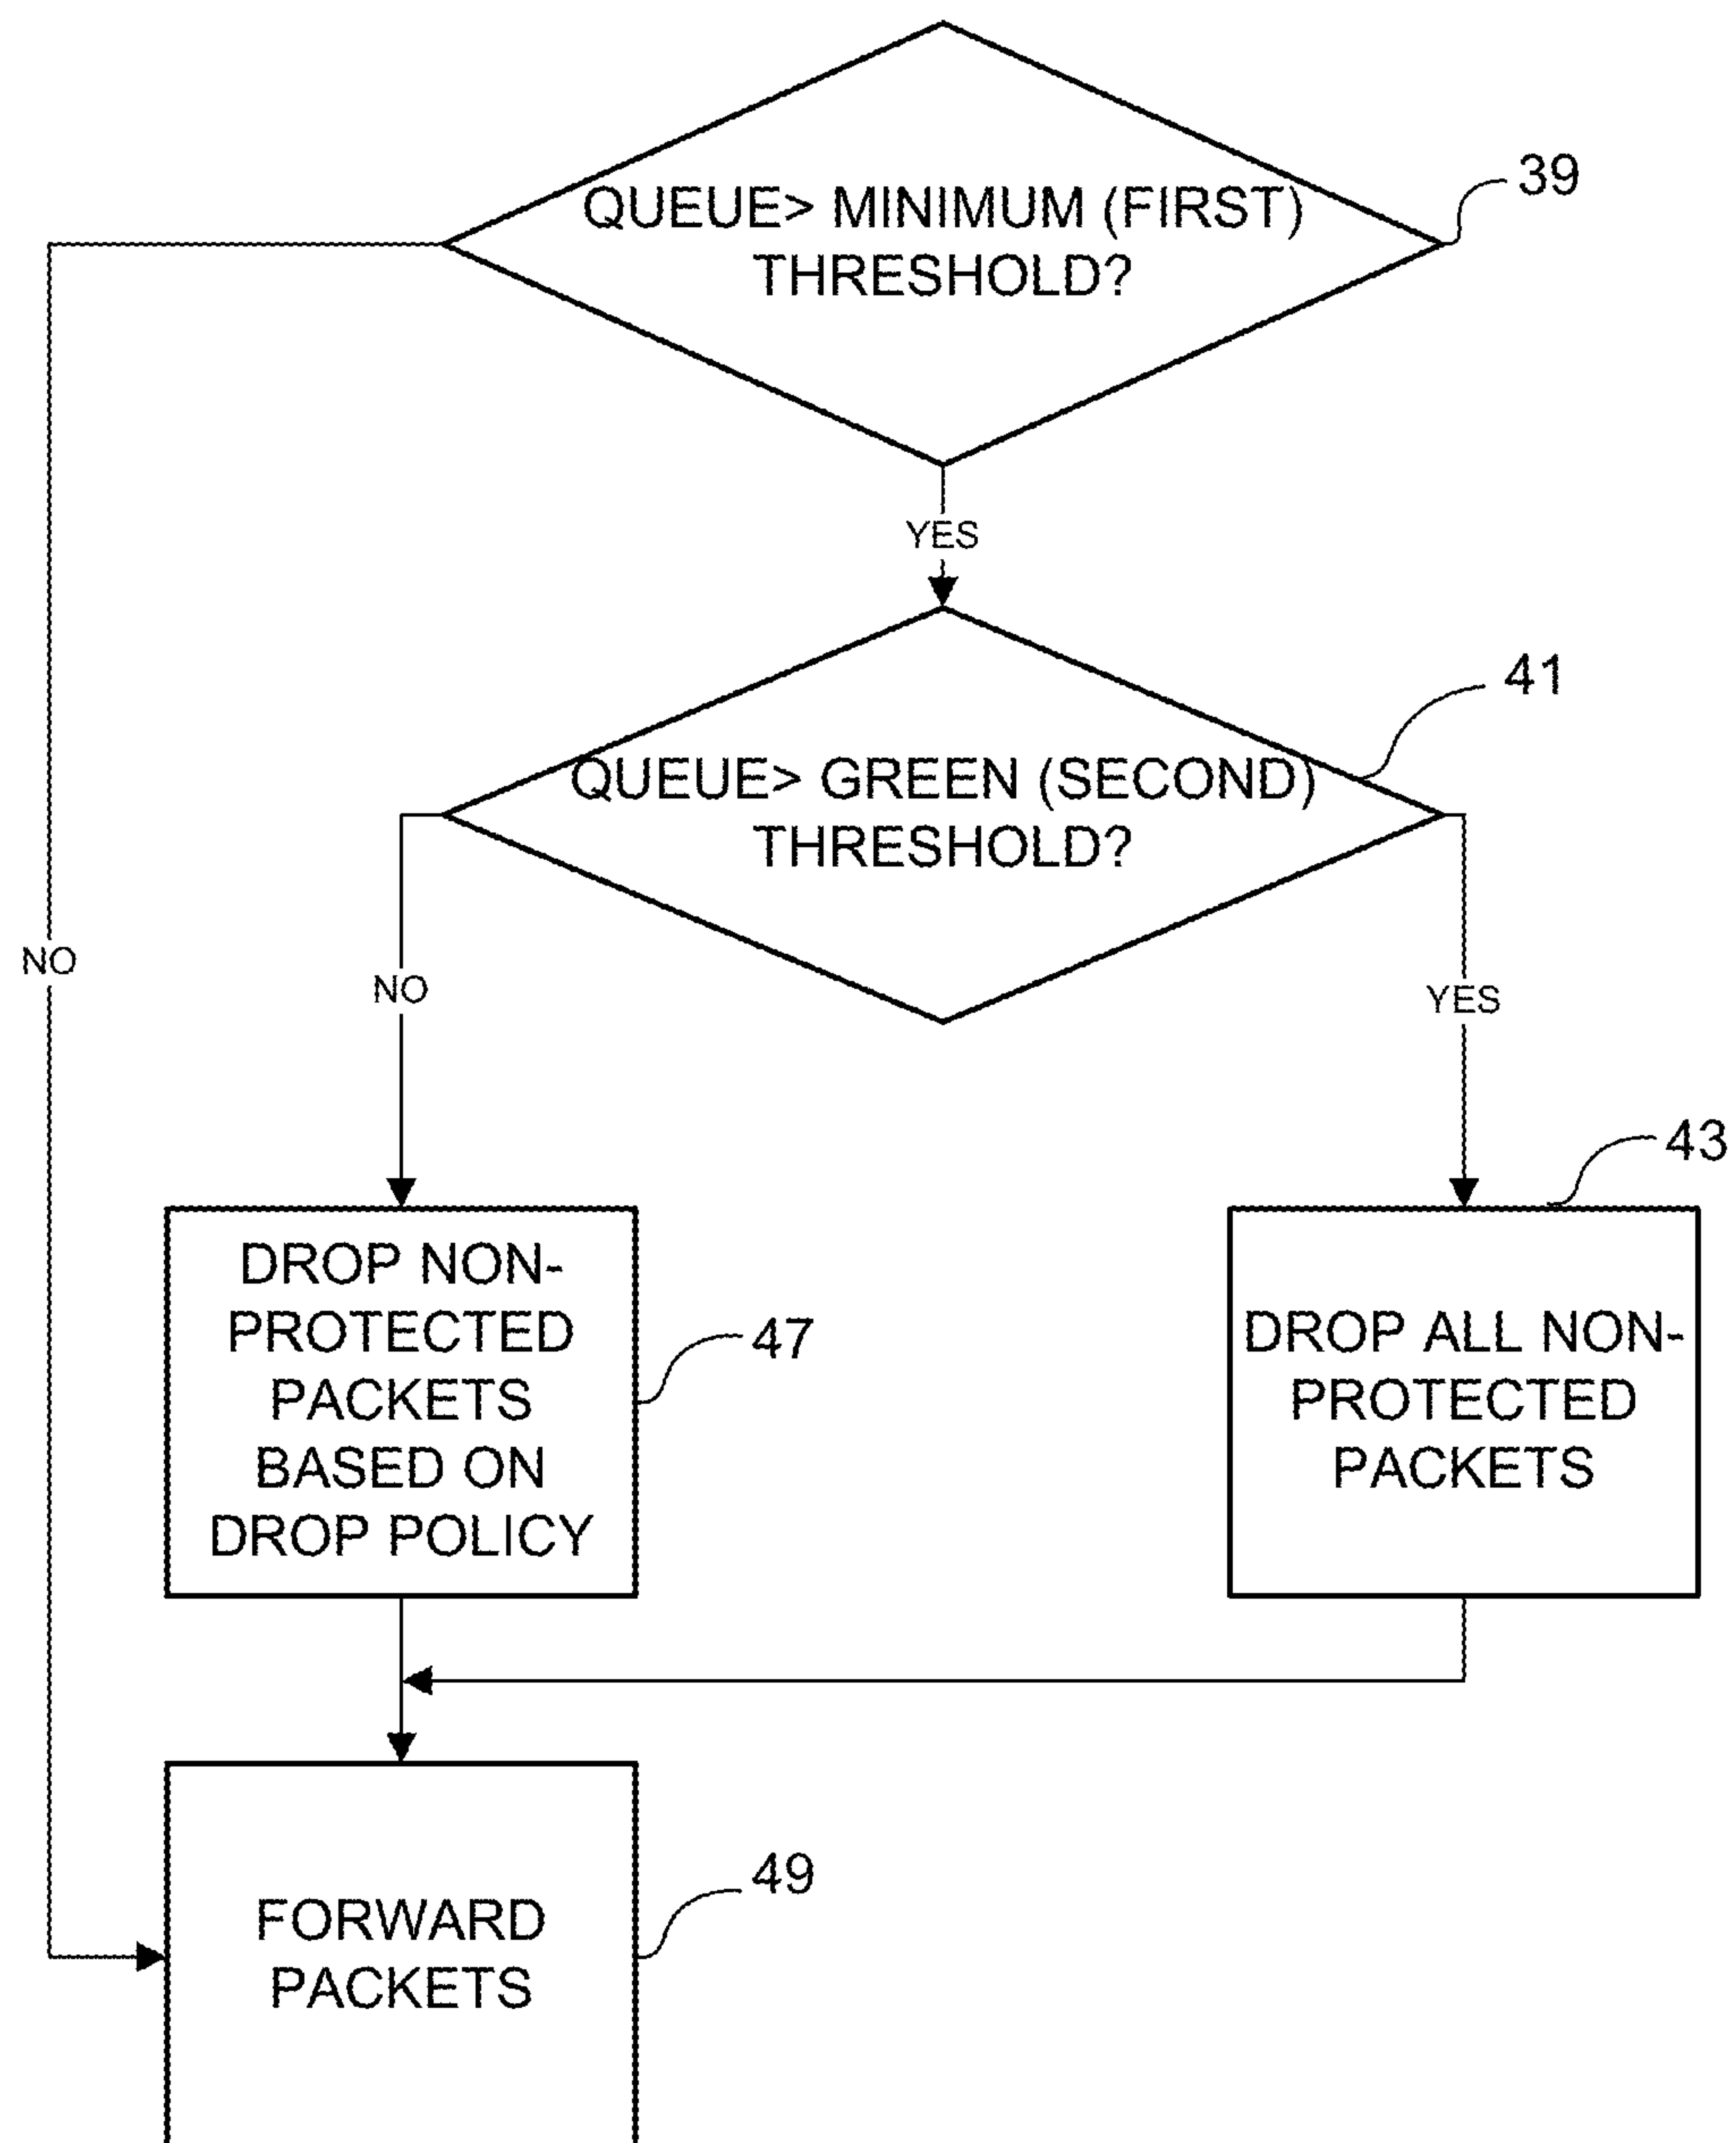 QUEUE> MINIMUM (FIRST)
THRESHOLD?
39
YES
41
QUEUE> GREEN (SECOND)
THRESHOLD?
NO
NO
YES
43
DROP NON-
PROTECTED
PACKETS
BASED ON
DROP POLICY
47
DROP ALL NON-
PROTECTED
PACKETS
49
FORWARD
PACKETS